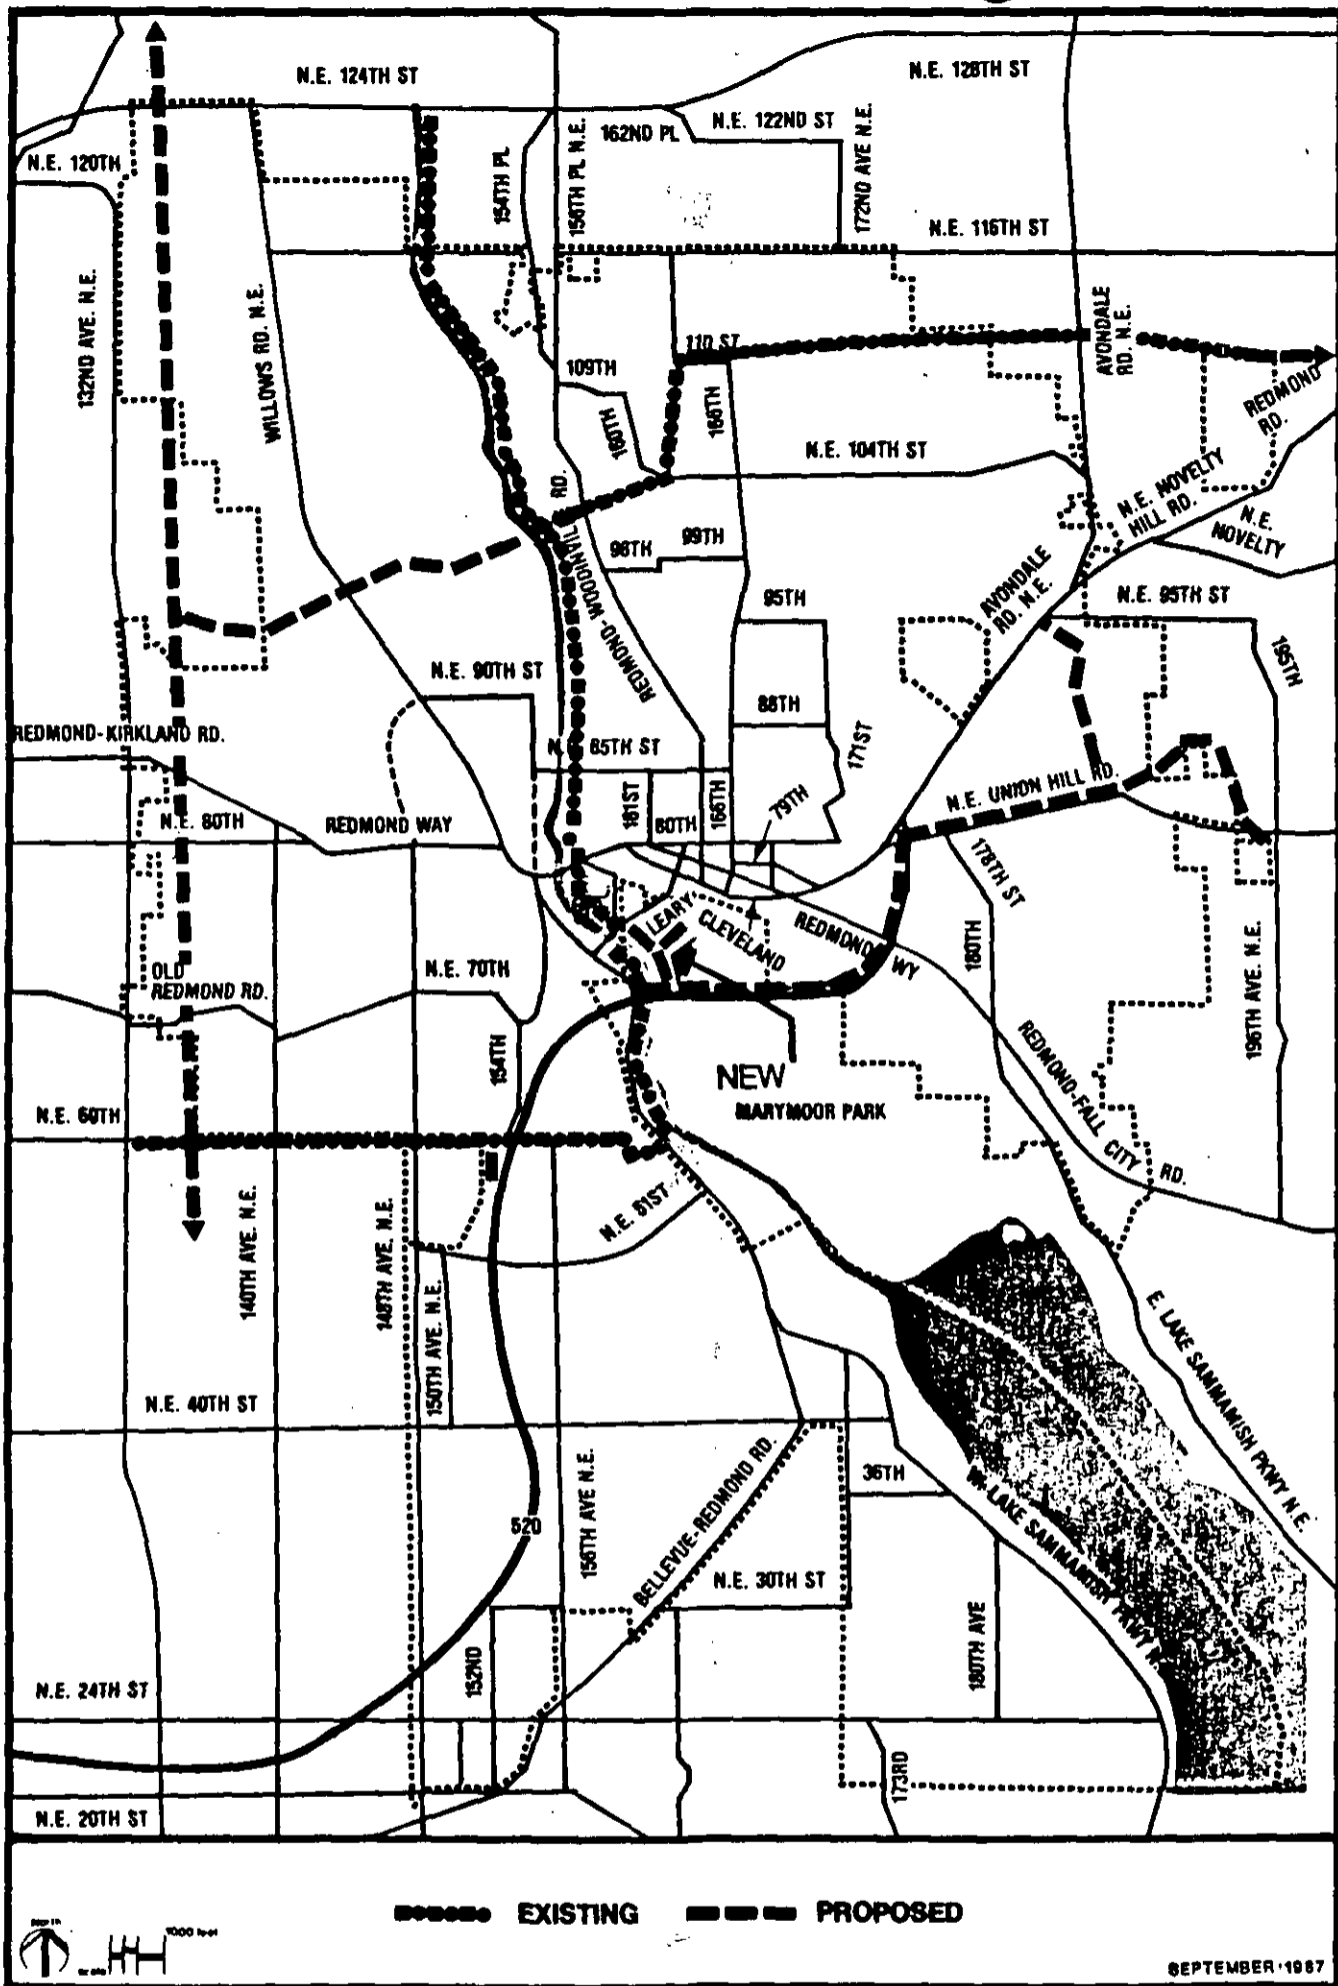 N.E. 124TH ST
N.E. 128TH ST
N.E. 120TH
154TH PL
162ND PL
156TH PL N.E.
N.E. 122ND ST
172ND AVE N.E.
N.E. 116TH ST
132ND AVE. N.E.
WILLOWS RD. N.E.
110 ST
109TH
160TH
166TH
AVONDALE
RD. N.E.
REDMOND
RD.
N.E. 104TH ST
REDMOND-WOODINVIL
RD.
98TH
99TH
N.E. NOVELTY
HILL RD.
N.E.
NOVELTY
AVONDALE
RD. N.E.
95TH
N.E. 95TH ST
195TH
N.E. 90TH ST
88TH
171ST
REDMOND-KIRKLAND RD.
N. 85TH ST
N.E. UNION HILL RD.
161ST
166TH
79TH
N.E. 80TH
REDMOND WAY
80TH
178TH ST
LEARY
CLEVELAND
REDMOND WY
180TH
196TH AVE. N.E.
OLD
REDMOND RD.
N.E. 70TH
154TH
NEW
MARYMOOR PARK
REDMOND-FALL CITY RD.
N.E. 60TH
140TH AVE. N.E.
148TH AVE. N.E.
150TH AVE. N.E.
N.E. 51ST
E. LAKE SAMMAMISH PKWY N.E.
N.E. 40TH ST
156TH AVE N.E.
BELLEVUE-REDMOND RD.
36TH
W. LAKE SAMMAMISH PKWY N.
520
N.E. 30TH ST
152ND
180TH AVE
N.E. 24TH ST
173RD
N.E. 20TH ST
EXISTING
PROPOSED
north
scale
1000 feet
SEPTEMBER 1987